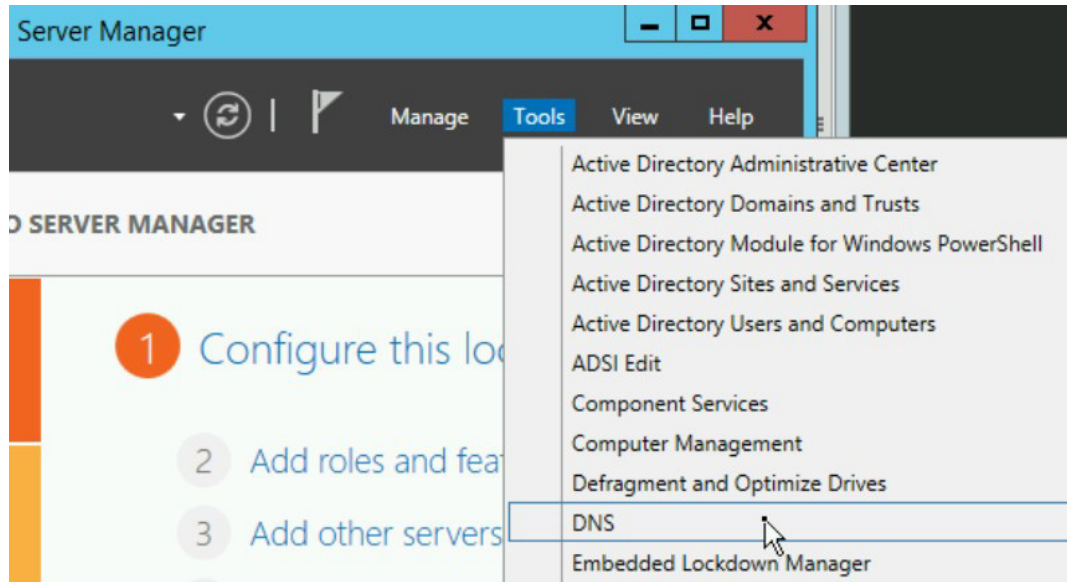 Server Manager
Manage Tools View Help
SERVER MANAGER
1 Configure this loc
2 Add roles and fea
3 Add other servers
Active Directory Administrative Center
Active Directory Domains and Trusts
Active Directory Module for Windows PowerShell
Active Directory Sites and Services
Active Directory Users and Computers
ADSI Edit
Component Services
Computer Management
Defragment and Optimize Drives
DNS
Embedded Lockdown Manager